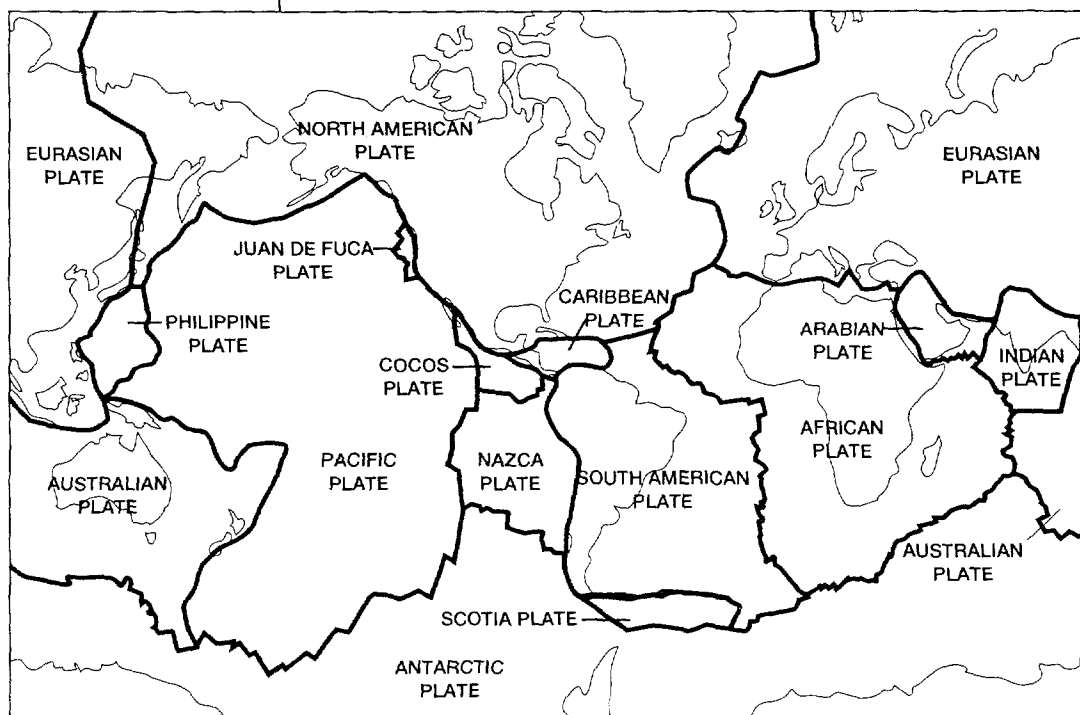 NORTH AMERICAN
PLATE
EURASIAN
PLATE
EURASIAN
PLATE
JUAN DE FUCA
PLATE
CARIBBEAN
PLATE
PHILIPPINE
PLATE
ARABIAN
PLATE
INDIAN
PLATE
COCOS
PLATE
AFRICAN
PLATE
PACIFIC
PLATE
NAZCA
PLATE
SOUTH AMERICAN
PLATE
AUSTRALIAN
PLATE
AUSTRALIAN
PLATE
SCOTIA PLATE
ANTARCTIC
PLATE